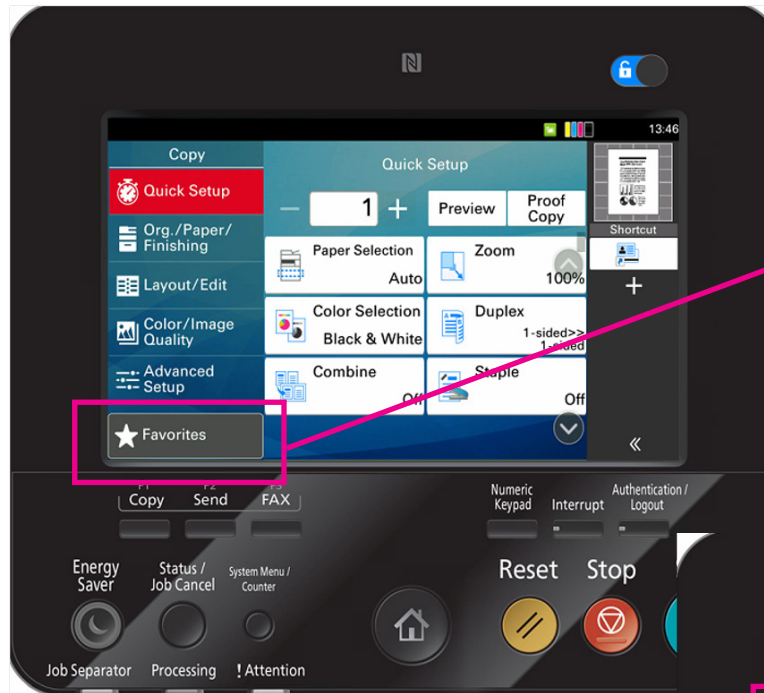 13:46
Copy
Quick Setup
Quick Setup
1
Preview
Proof
Copy
Shortcut
Org./Paper/
Finishing
Paper Selection
Auto
Zoom
100%
Layout/Edit
Color Selection
Black & White
Duplex
1-sided>>
1-sided
Color/Image
Quality
Advanced
Setup
Combine
Off
Staple
Off
Favorites
F1
Copy
F2
Send
F3
FAX
Numeric
Keypad
Interrupt
Authentication /
Logout
Energy
Saver
Status /
Job Cancel
System Menu /
Counter
Reset
Stop
Job Separator
Processing
! Attention